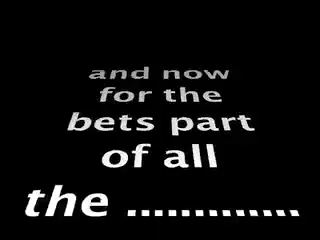 and now
for the
bets part
of all
the .............